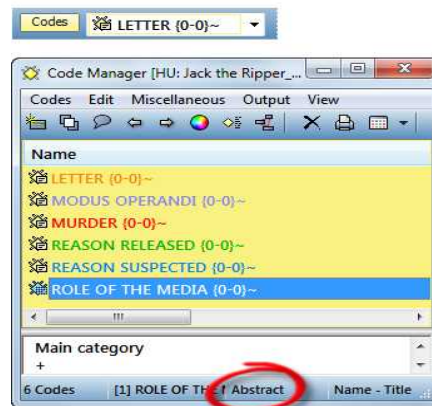 Codes LETTER {0-0}~
Code Manager [HU: Jack the Ripper_...
Codes Edit Miscellaneous Output View
Name
LETTER {0-0}~
MODUS OPERANDI {0-0}~
MURDER {0-0}~
REASON RELEASED {0-0}~
REASON SUSPECTED {0-0}~
ROLE OF THE MEDIA {0-0}~
Main category
+
6 Codes [1] ROLE OF THE Abstract Name - Title